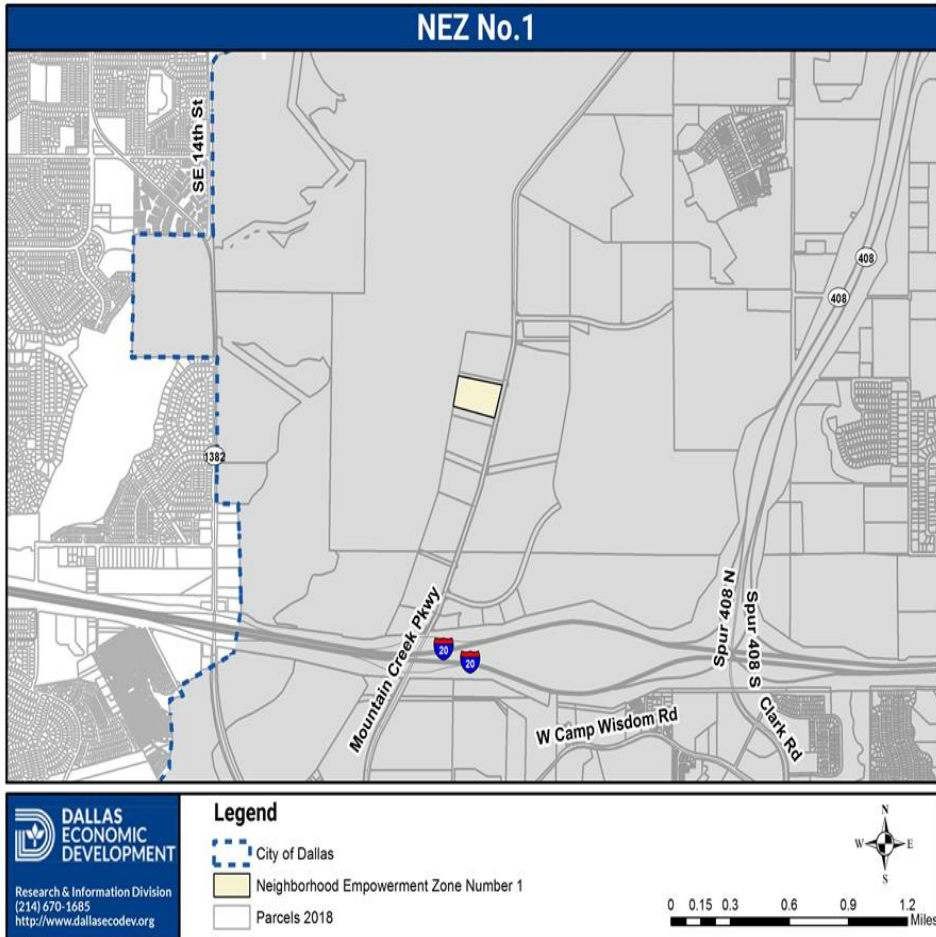 NEZ No.1
SE 14th St
408
408
1382
Mountain Creek Pkwy
20
20
Spur 408 N
Spur 408 S
Clark Rd
W Camp Wisdom Rd
DALLAS
ECONOMIC
DEVELOPMENT
Research & Information Division
(214) 670-1685
http://www.dallasecodev.org
Legend
City of Dallas
Neighborhood Empowerment Zone Number 1
Parcels 2018
N
W E
S
0 0.15 0.3 0.6 0.9 1.2
Miles